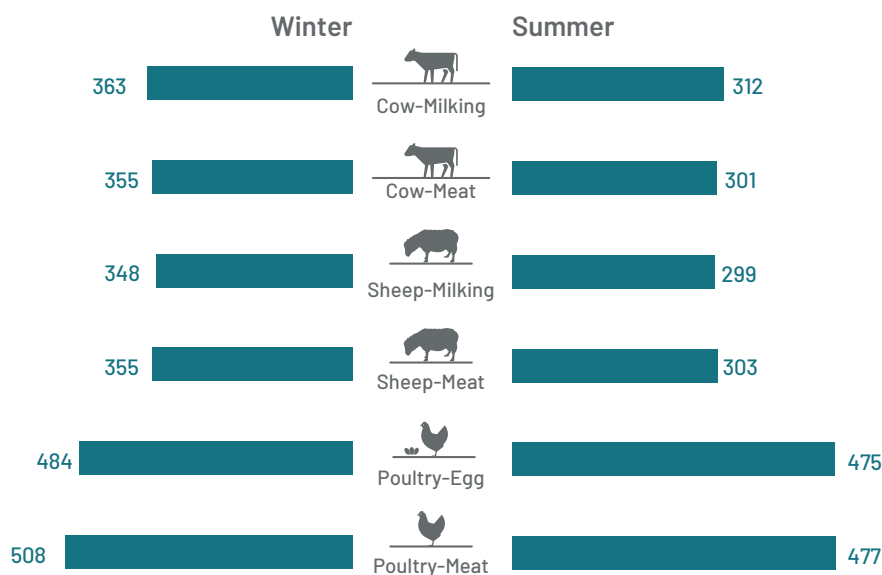 Winter Summer
363 312
Cow-Milking
355 301
Cow-Meat
348 299
Sheep-Milking
355 303
Sheep-Meat
484 475
Poultry-Egg
508 477
Poultry-Meat